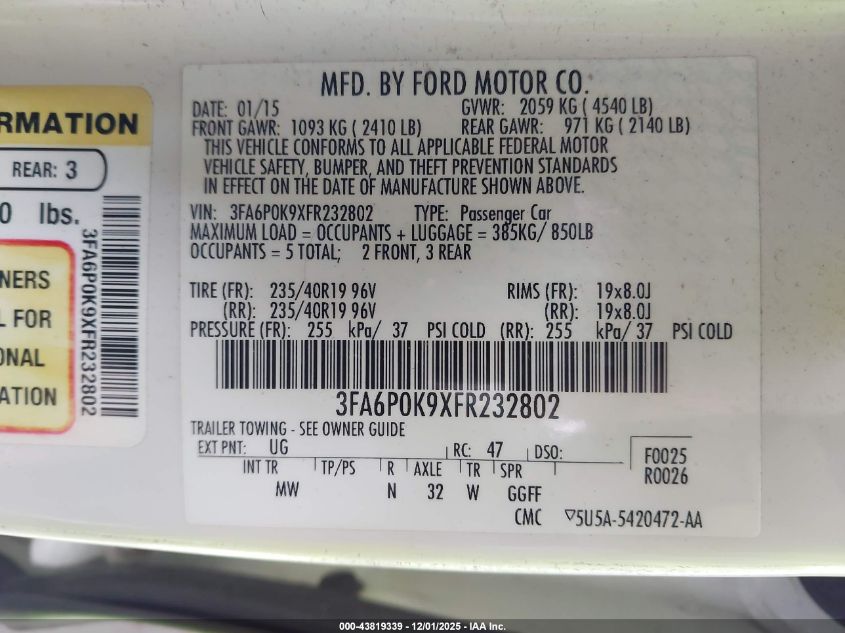 RMATION
REAR: 3
0 lbs.
3FA6P0K9XFR232802
NERS
L FOR
ONAL
ATION
MFD. BY FORD MOTOR CO.
DATE: 01/15 GVWR: 2059 KG ( 4540 LB)
FRONT GAWR: 1093 KG ( 2410 LB) REAR GAWR: 971 KG ( 2140 LB)
THIS VEHICLE CONFORMS TO ALL APPLICABLE FEDERAL MOTOR
VEHICLE SAFETY, BUMPER, AND THEFT PREVENTION STANDARDS
IN EFFECT ON THE DATE OF MANUFACTURE SHOWN ABOVE.
VIN: 3FA6P0K9XFR232802 TYPE: Passenger Car
MAXIMUM LOAD = OCCUPANTS + LUGGAGE = 385KG/ 850LB
OCCUPANTS = 5 TOTAL; 2 FRONT, 3 REAR
TIRE (FR): 235/40R19 96V RIMS (FR): 19x8.0J
(RR): 235/40R19 96V (RR): 19x8.0J
PRESSURE (FR): 255 kPa/ 37 PSI COLD (RR): 255 kPa/ 37 PSI COLD
3FA6P0K9XFR232802
TRAILER TOWING - SEE OWNER GUIDE
EXT PNT: UG RC: 47 DSO:
F0025
R0026
INT TR TP/PS R AXLE TR SPR
MW N 32 W GGFF
CMC ▽5U5A-5420472-AA
000-43819339 - 12/01/2025 - IAA Inc.